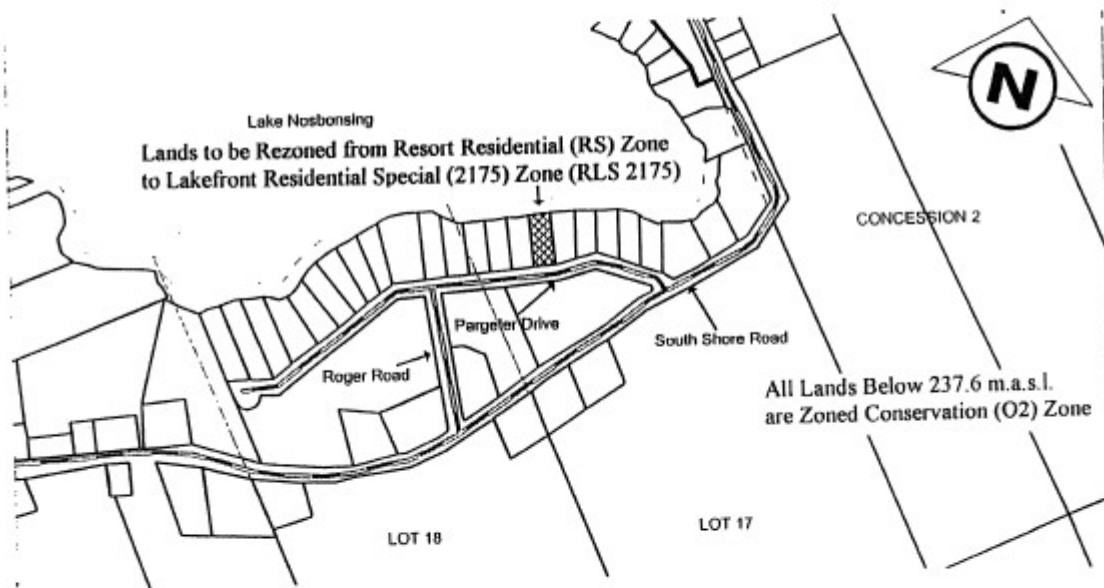 N
Lake Nosbonsing
Lands to be Rezoned from Resort Residential (RS) Zone
to Lakefront Residential Special (2175) Zone (RLS 2175)
CONCESSION 2
Pargeter Drive
South Shore Road
Roger Road
All Lands Below 237.6 m.a.s.l.
are Zoned Conservation (O2) Zone
LOT 17
LOT 18